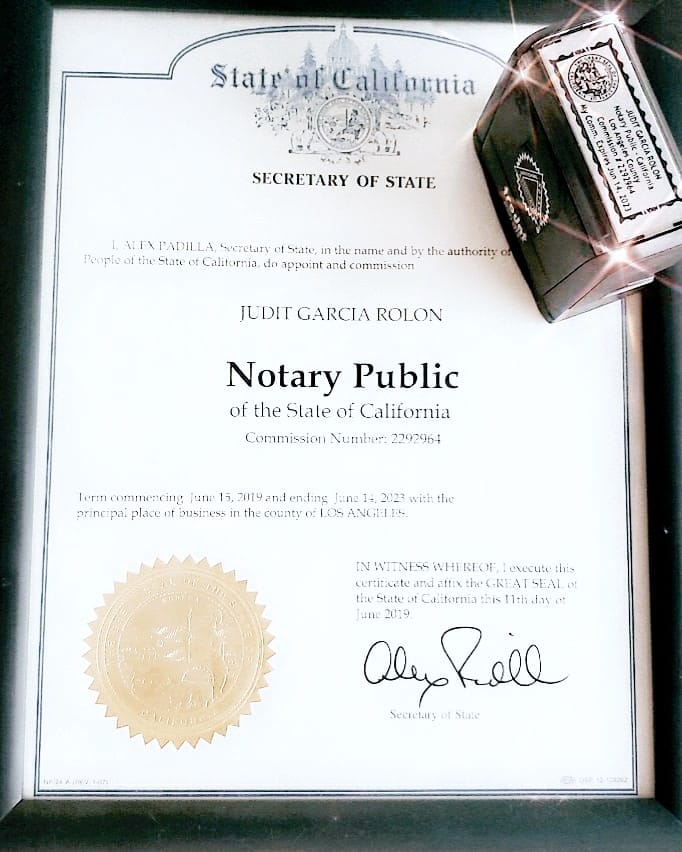 State of California
SECRETARY OF STATE
I, ALEX PADILLA, Secretary of State, in the name and by the authority of
People of the State of California, do appoint and commission
JUDIT GARCIA ROLON
Notary Public
of the State of California
Commission Number: 2292964
Term commencing June 15, 2019 and ending June 14, 2023 with the
principal place of business in the county of LOS ANGELES.
IN WITNESS WHEREOF, I execute this
certificate and affix the GREAT SEAL of
the State of California this 11th day of
June 2019.
Alex Padilla
Secretary of State
JUDIT GARCIA ROLON
Notary Public - California
Los Angeles County
Commission # 2292964
My Comm. Expires Jun 14, 2023